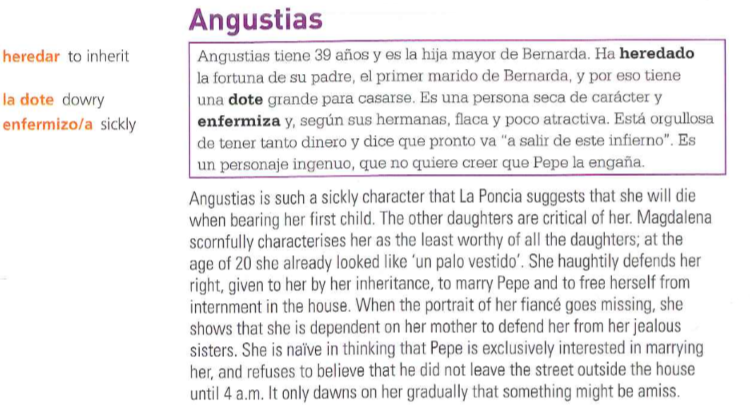 Angustias
heredar to inherit
la dote dowry
enfermizo/a sickly
Angustias tiene 39 años y es la hija mayor de Bernarda. Ha heredado
la fortuna de su padre, el primer marido de Bernarda, y por eso tiene
una dote grande para casarse. Es una persona seca de carácter y
enfermiza y, según sus hermanas, flaca y poco atractiva. Está orgullosa
de tener tanto dinero y dice que pronto va “a salir de este infierno”. Es
un personaje ingenuo, que no quiere creer que Pepe la engaña.
Angustias is such a sickly character that La Poncia suggests that she will die
when bearing her first child. The other daughters are critical of her. Magdalena
scornfully characterises her as the least worthy of all the daughters; at the
age of 20 she already looked like ‘un palo vestido’. She haughtily defends her
right, given to her by her inheritance, to marry Pepe and to free herself from
internment in the house. When the portrait of her fiancé goes missing, she
shows that she is dependent on her mother to defend her from her jealous
sisters. She is naïve in thinking that Pepe is exclusively interested in marrying
her, and refuses to believe that he did not leave the street outside the house
until 4 a.m. It only dawns on her gradually that something might be amiss.